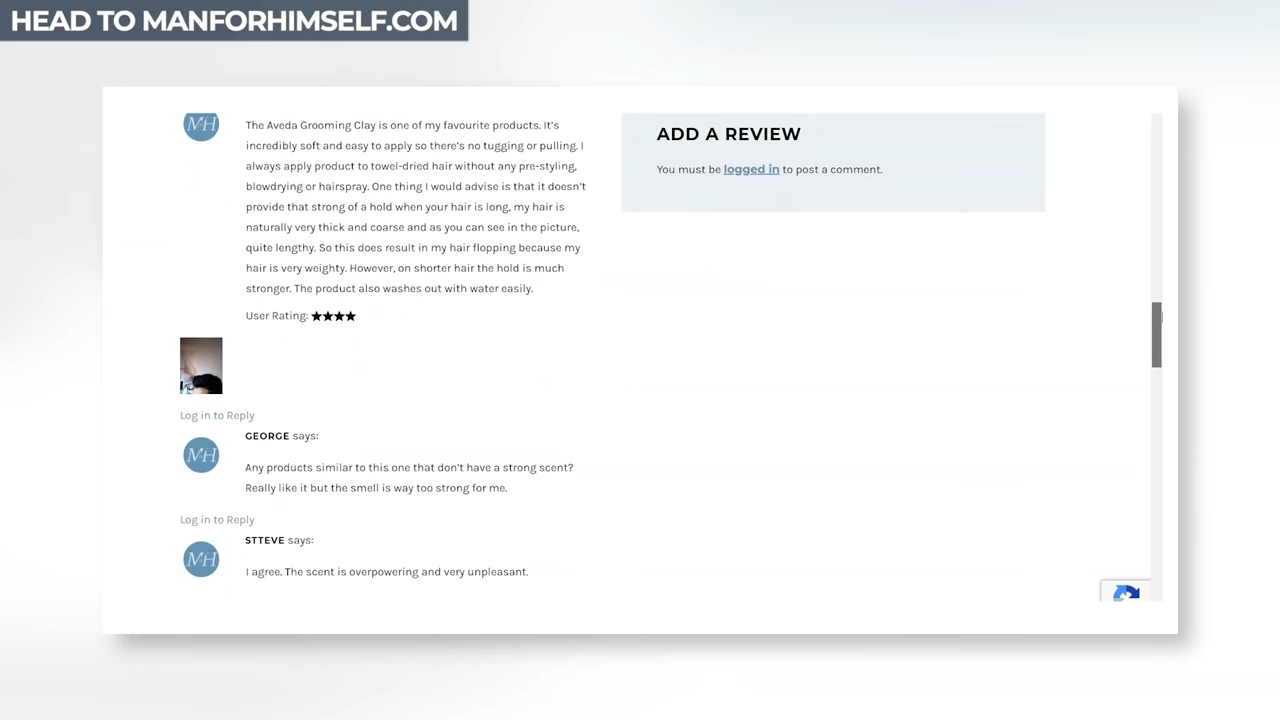 HEAD TO MANFORHIMSELF.COM
MH
The Aveda Grooming Clay is one of my favourite products. It's
incredibly soft and easy to apply so there's no tugging or pulling. I
always apply product to towel-dried hair without any pre-styling,
blowdrying or hairspray. One thing I would advise is that it doesn't
provide that strong of a hold when your hair is long, my hair is
naturally very thick and coarse and as you can see in the picture,
quite lengthy. So this does result in my hair flopping because my
hair is very weighty. However, on shorter hair the hold is much
stronger. The product also washes out with water easily.
User Rating: ★★★★
Log in to Reply
MH
GEORGE says:
Any products similar to this one that don't have a strong scent?
Really like it but the smell is way too strong for me.
Log in to Reply
MH
STTEVE says:
I agree. The scent is overpowering and very unpleasant.
ADD A REVIEW
You must be logged in to post a comment.